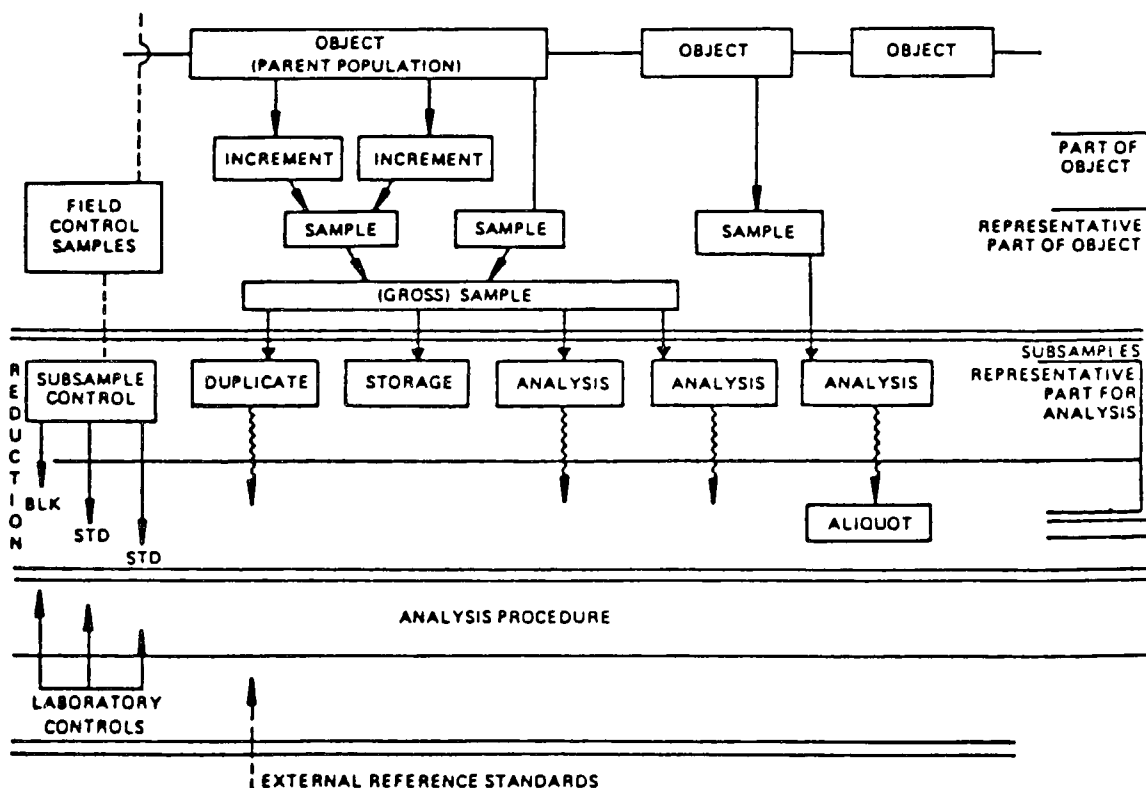 OBJECT
(PARENT POPULATION)
OBJECT
OBJECT
INCREMENT
INCREMENT
PART OF
OBJECT
FIELD
CONTROL
SAMPLES
SAMPLE
SAMPLE
SAMPLE
REPRESENTATIVE
PART OF OBJECT
(GROSS) SAMPLE
REDUCTION
SUBSAMPLE
CONTROL
DUPLICATE
STORAGE
ANALYSIS
ANALYSIS
ANALYSIS
SUBSAMPLES
REPRESENTATIVE
PART FOR
ANALYSIS
BLK
STD
STD
ALIQUOT
ANALYSIS PROCEDURE
LABORATORY
CONTROLS
EXTERNAL REFERENCE STANDARDS